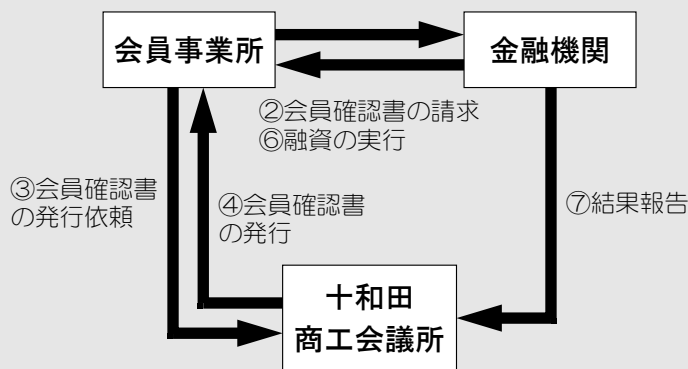 会員事業所
金融機関
②会員確認書の請求
⑥融資の実行
③会員確認書
の発行依頼
④会員確認書
の発行
⑦結果報告
十和田
商工会議所